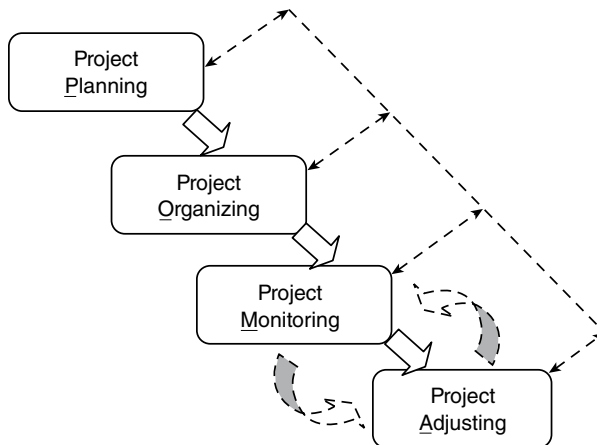 Project
Planning
Project
Organizing
Project
Monitoring
Project
Adjusting